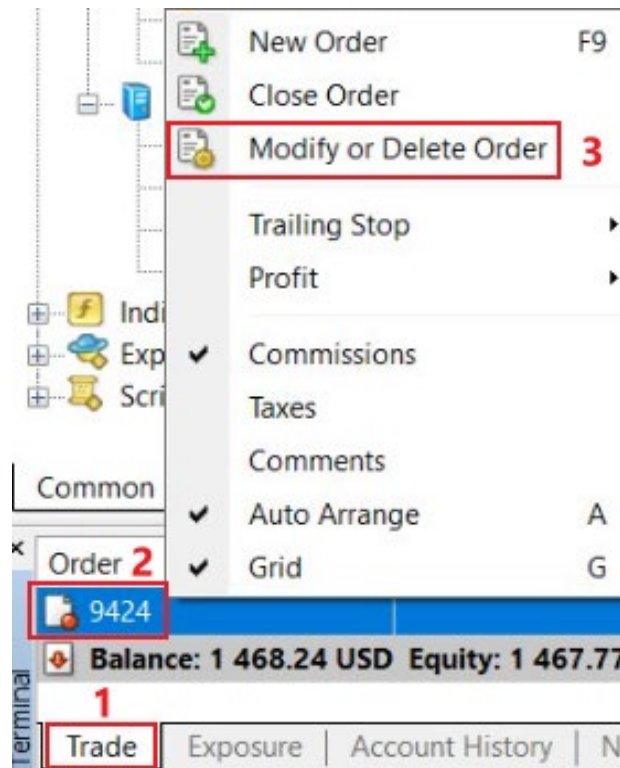 New Order F9
Close Order
Modify or Delete Order 3
Trailing Stop
Profit
Indi
Exp ✔ Commissions
Scri Taxes
Comments
Common ✔ Auto Arrange A
× Order 2 ✔ Grid G
9424
Balance: 1 468.24 USD Equity: 1 467.77
1
Terminal
Trade Exposure | Account History | N